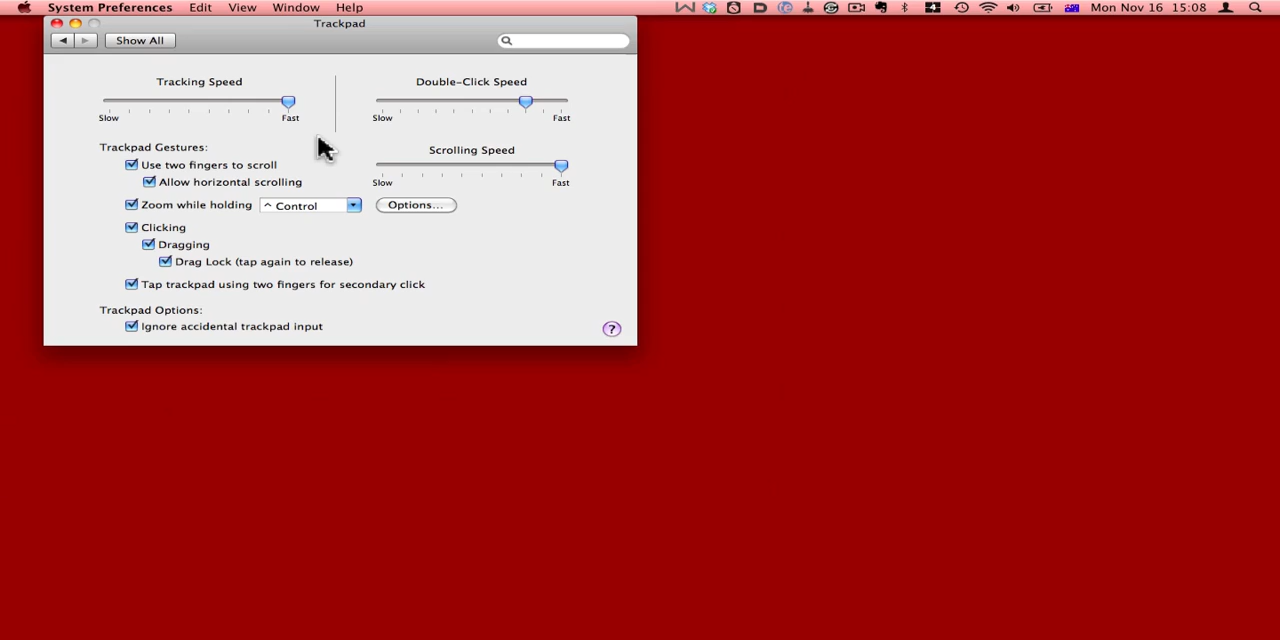 System Preferences Edit View Window Help Mon Nov 16 15:08
Trackpad
Show All
Tracking Speed
Slow Fast
Double-Click Speed
Slow Fast
Trackpad Gestures:
Use two fingers to scroll
Allow horizontal scrolling
Scrolling Speed
Slow Fast
Zoom while holding ^ Control Options...
Clicking
Dragging
Drag Lock (tap again to release)
Tap trackpad using two fingers for secondary click
Trackpad Options:
Ignore accidental trackpad input
?